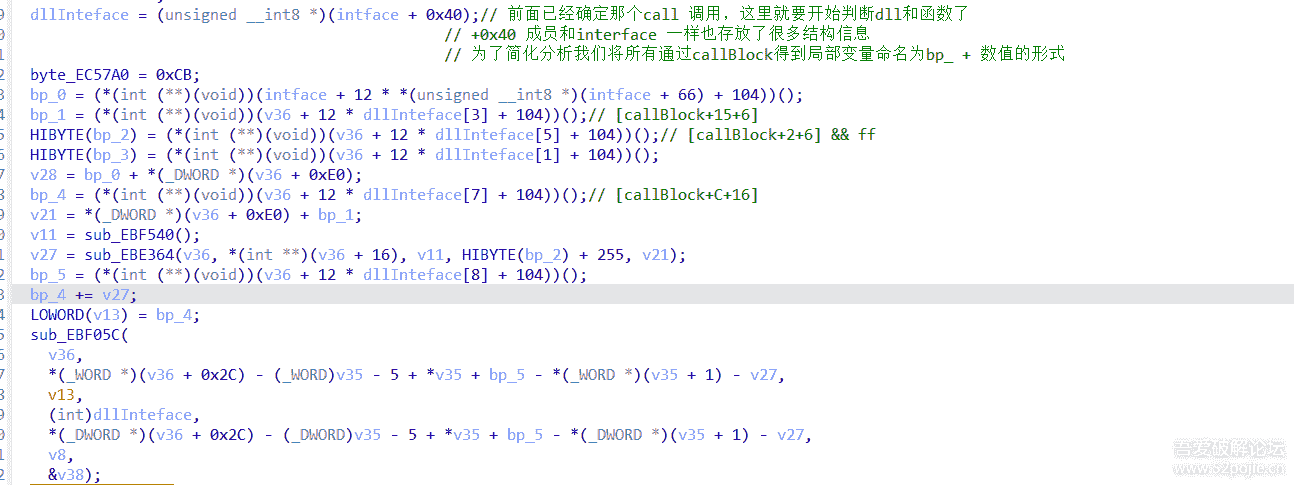 dllInteface = (unsigned __int8 *)(intface + 0x40);// 前面已经确定那个call 调用，这里就要开始判断dll和函数了
// +0x40 成员和interface 一样也存放了很多结构信息
// 为了简化分析我们将所有通过callBlock得到局部变量命名为bp_ + 数值的形式
byte_EC57A0 = 0xCB;
bp_0 = (*(int (**)(void))(intface + 12 * *(unsigned __int8 *)(intface + 66) + 104))();
bp_1 = (*(int (**)(void))(v36 + 12 * dllInteface[3] + 104))();// [callBlock+15+6]
HIBYTE(bp_2) = (*(int (**)(void))(v36 + 12 * dllInteface[5] + 104))();// [callBlock+2+6] && ff
HIBYTE(bp_3) = (*(int (**)(void))(v36 + 12 * dllInteface[1] + 104))();
v28 = bp_0 + *(_DWORD *)(v36 + 0xE0);
bp_4 = (*(int (**)(void))(v36 + 12 * dllInteface[7] + 104))();// [callBlock+C+16]
v21 = *(_DWORD *)(v36 + 0xE0) + bp_1;
v11 = sub_EBF540();
v27 = sub_EBE364(v36, *(int **)(v36 + 16), v11, HIBYTE(bp_2) + 255, v21);
bp_5 = (*(int (**)(void))(v36 + 12 * dllInteface[8] + 104))();
bp_4 += v27;
LOWORD(v13) = bp_4;
sub_EBF05C(
v36,
*(_WORD *)(v36 + 0x2C) - (_WORD)v35 - 5 + *v35 + bp_5 - *(_WORD *)(v35 + 1) - v27,
v13,
(int)dllInteface,
*(_DWORD *)(v36 + 0x2C) - (_DWORD)v35 - 5 + *v35 + bp_5 - *(_DWORD *)(v35 + 1) - v27,
v8,
&v38);
吾爱破解论坛
www.52pojie.cn